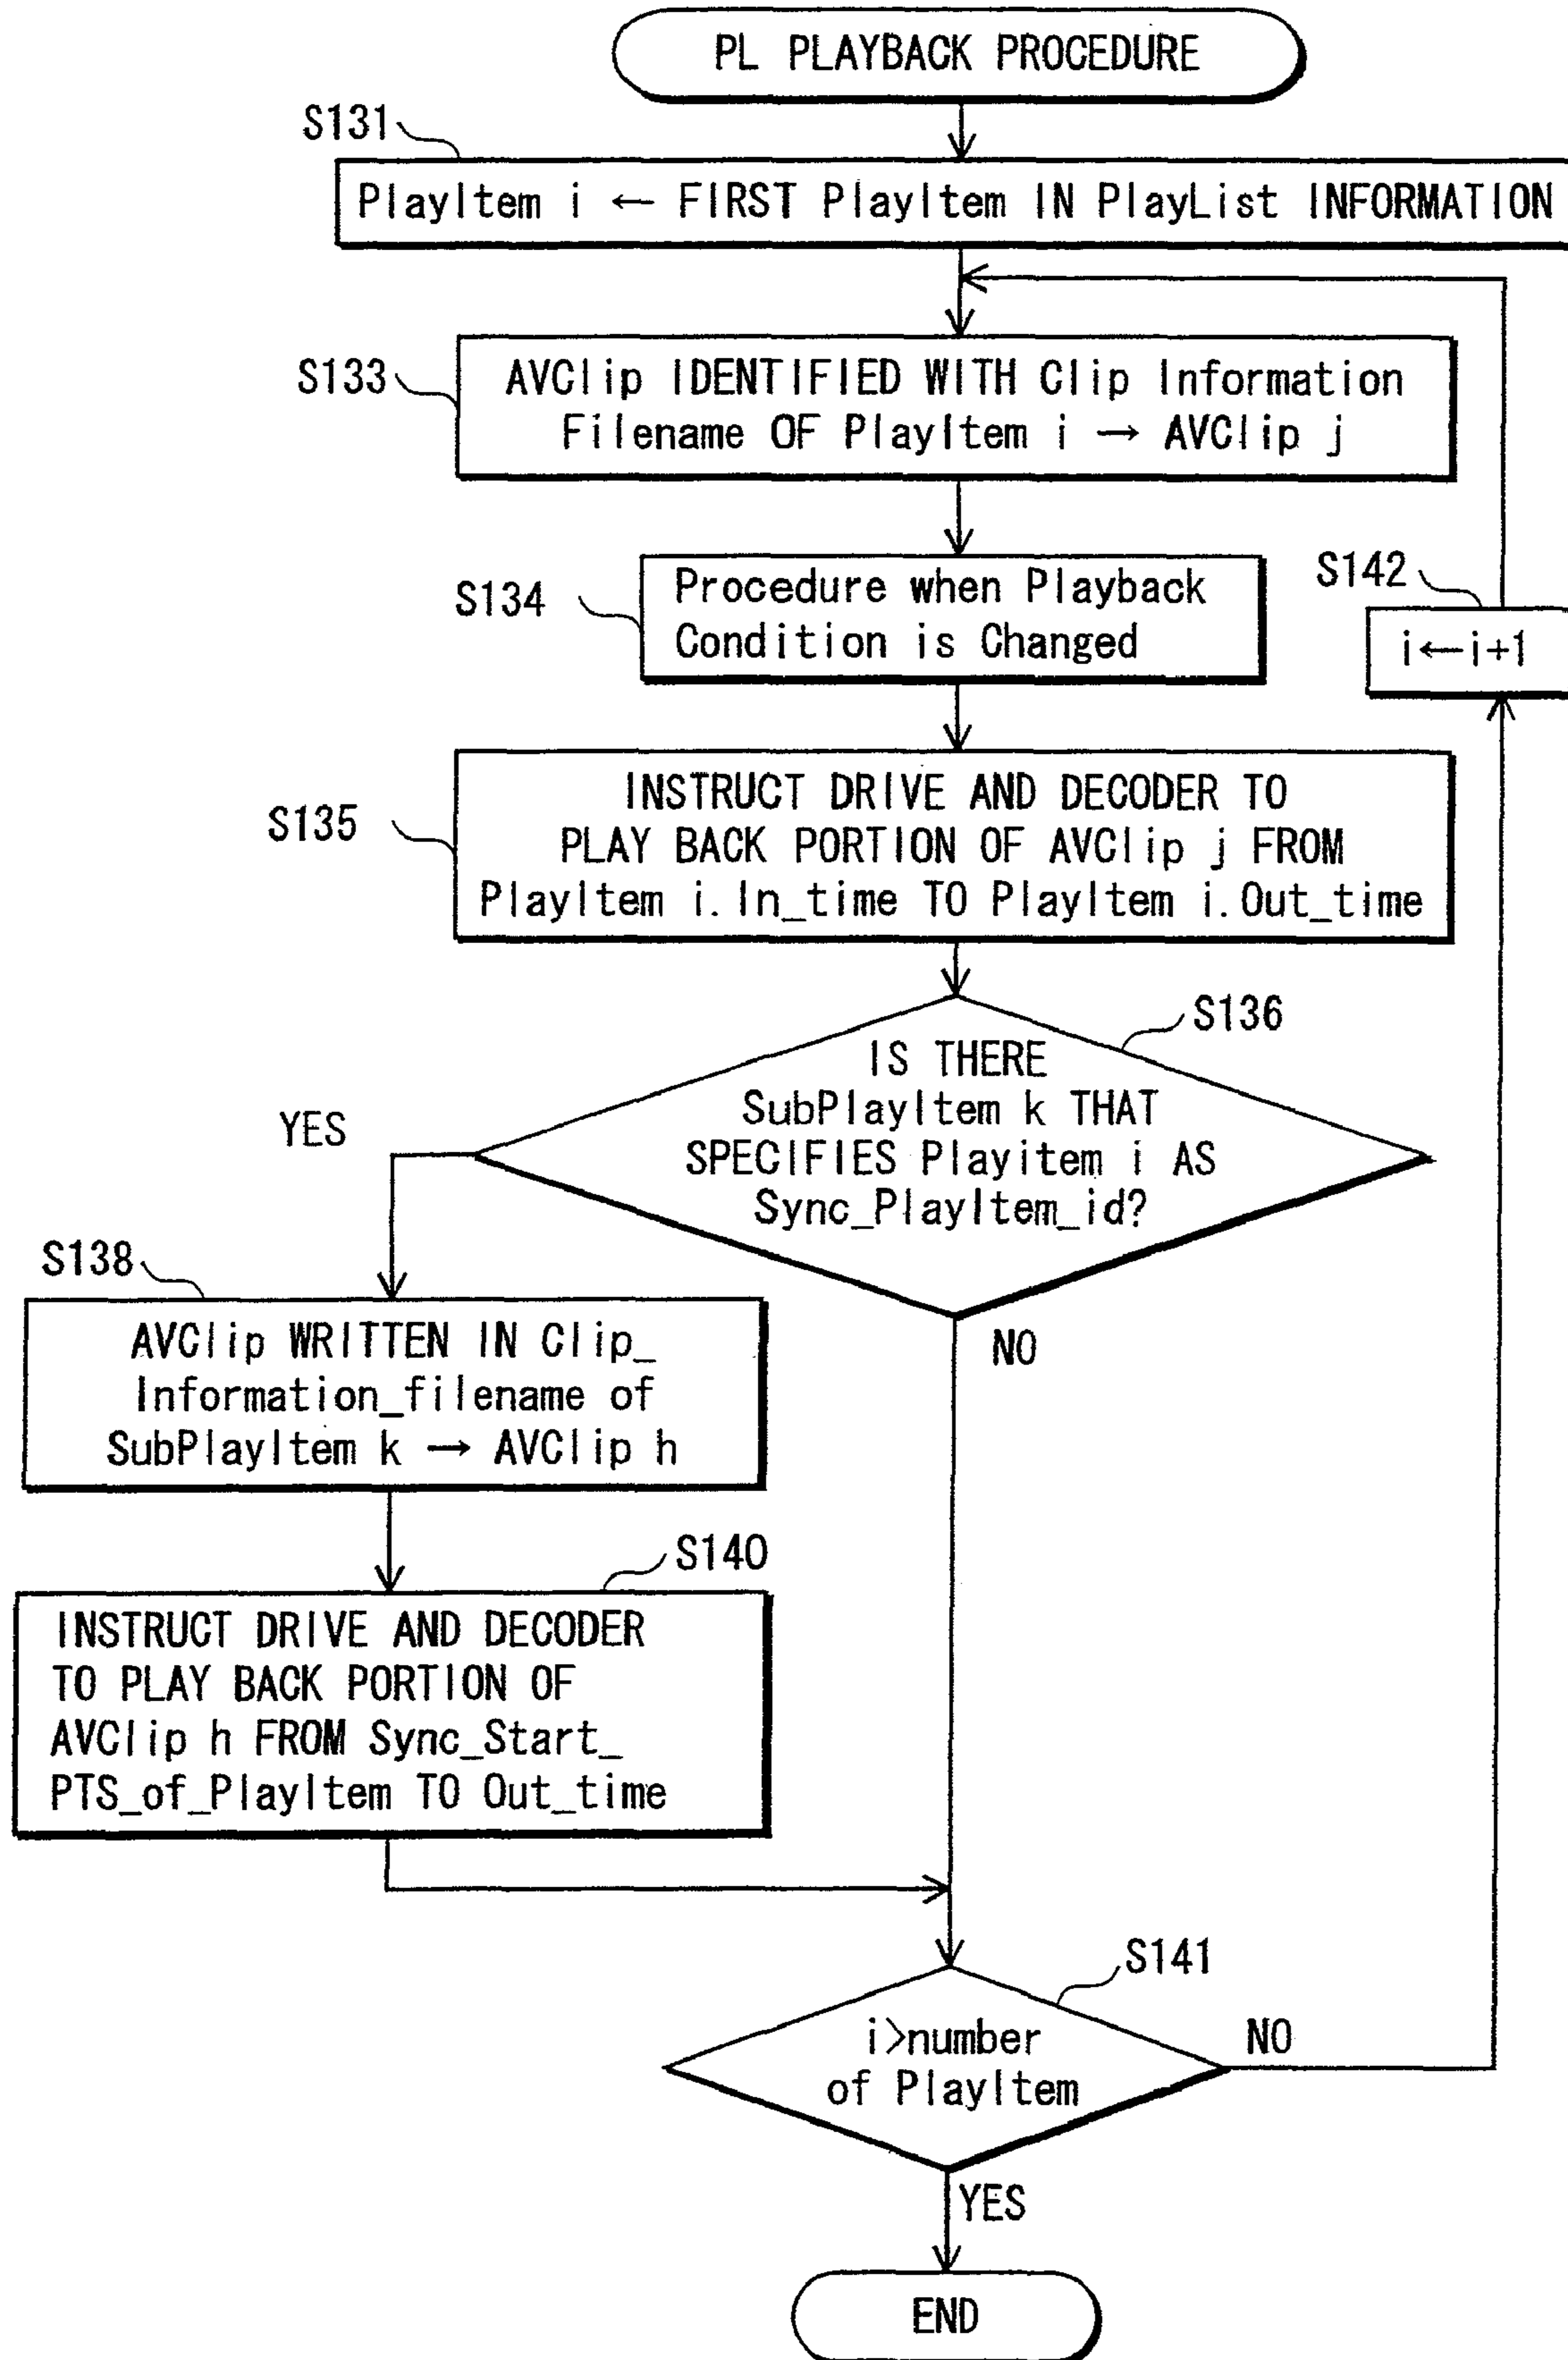 PL PLAYBACK PROCEDURE
S131
PlayItem i ← FIRST PlayItem IN PlayList INFORMATION
S133
AVClip IDENTIFIED WITH Clip Information
Filename OF PlayItem i → AVClip j
S134
Procedure when Playback
Condition is Changed
S142
i←i+1
S135
INSTRUCT DRIVE AND DECODER TO
PLAY BACK PORTION OF AVClip j FROM
PlayItem i.In_time TO PlayItem i.Out_time
S136
IS THERE
SubPlayItem k THAT
SPECIFIES Playitem i AS
Sync_PlayItem_id?
YES
NO
S138
AVClip WRITTEN IN Clip_
Information_filename of
SubPlayItem k → AVClip h
S140
INSTRUCT DRIVE AND DECODER
TO PLAY BACK PORTION OF
AVClip h FROM Sync_Start_
PTS_of_PlayItem TO Out_time
S141
i>number
of PlayItem
NO
YES
END